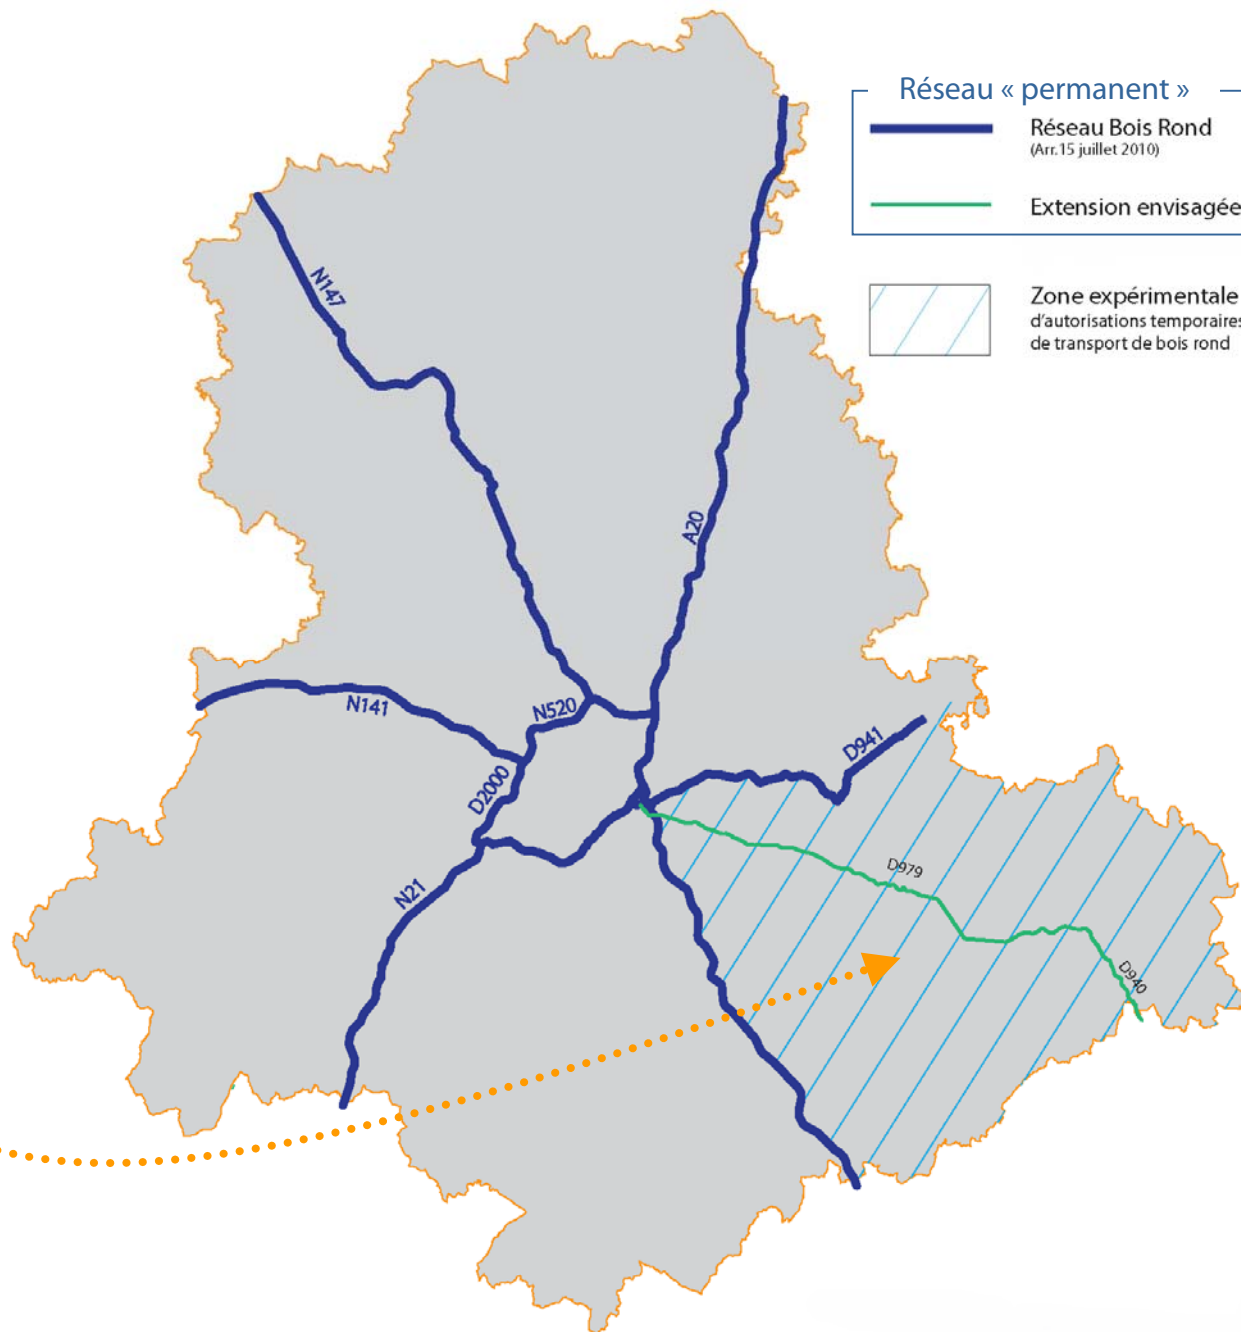 Réseau « permanent »
Réseau Bois Rond
(Arr.15 juillet 2010)
Extension envisagée
Zone expérimentale
d'autorisations temporaires
de transport de bois rond
N147
A20
N141
N520
D941
D2000
D979
N21
D940